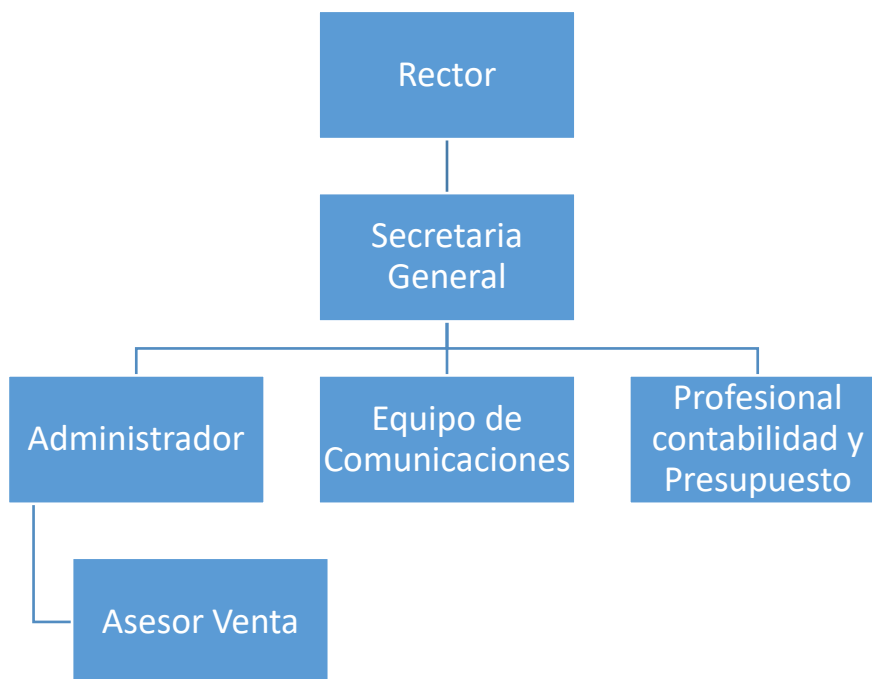 Rector
Secretaria
General
Administrador
Equipo de
Comunicaciones
Profesional
contabilidad y
Presupuesto
Asesor Venta